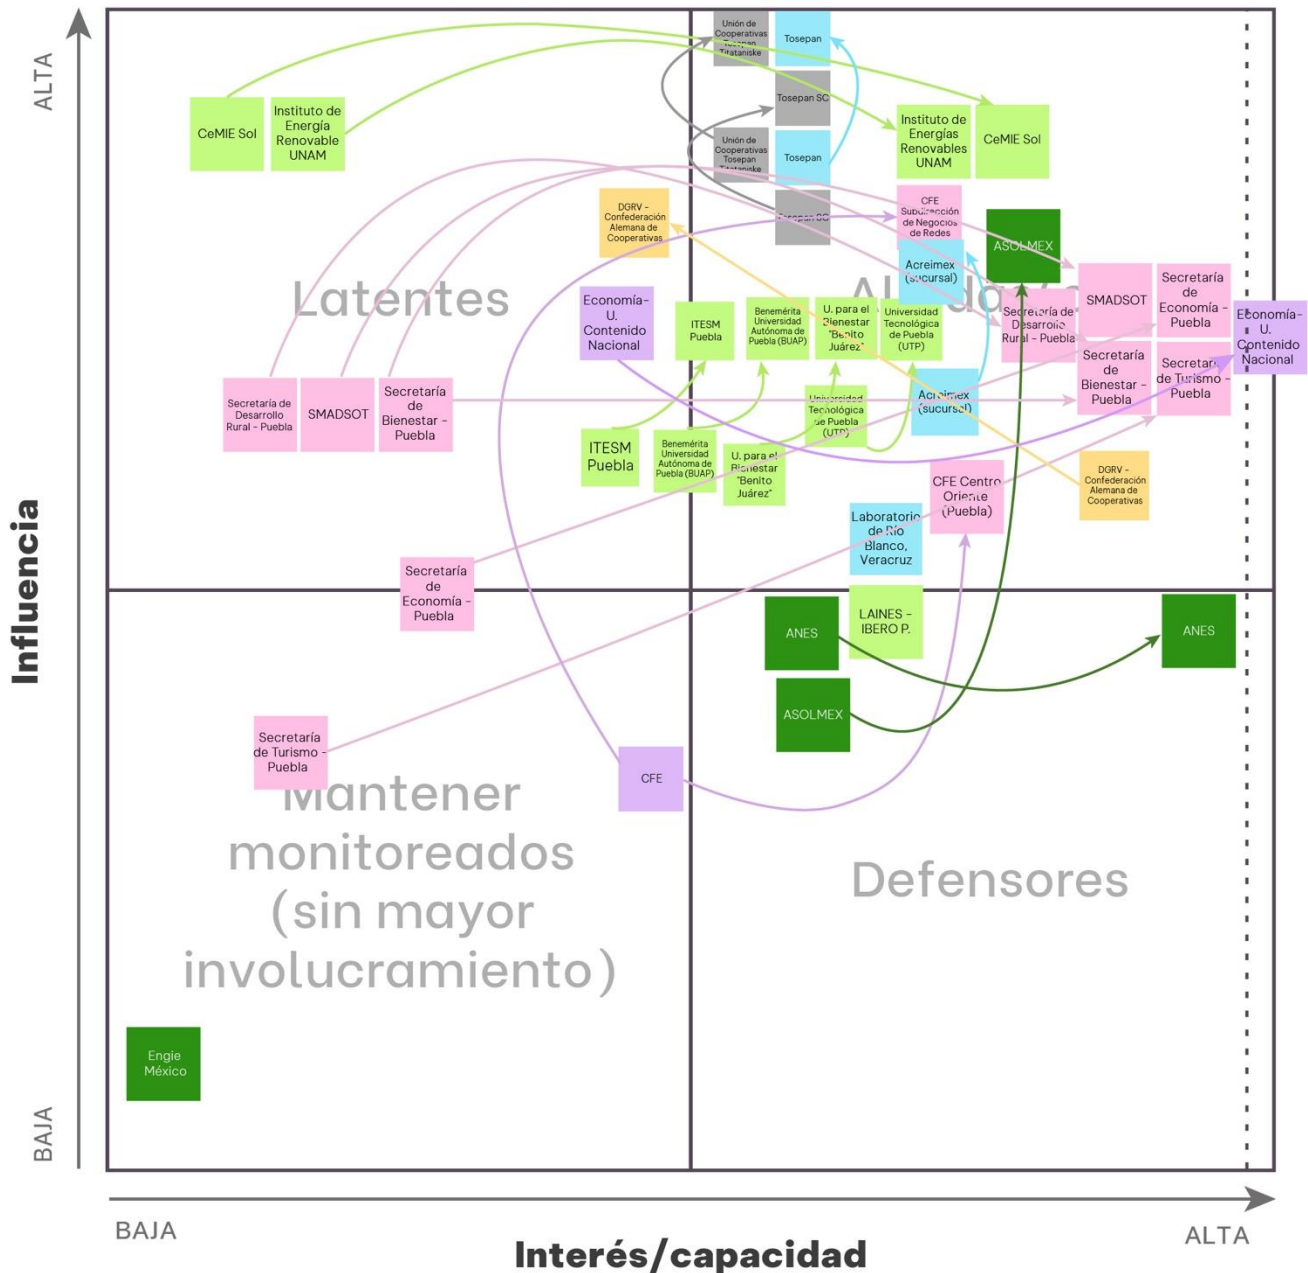 ALTA
Influencia
BAJA
BAJA
Interés/capacidad
ALTA
Latentes
Mantener
monitoreados
(sin mayor
involucramiento)
Defensores
CeMIE Sol
Instituto de
Energía
Renovable
UNAM
Unión de
Cooperativas
Tosepan
Titataniske
Tosepan
Tosepan SC
Unión de
Cooperativas
Tosepan
Titataniske
Tosepan
Tosepan SC
Instituto de
Energías
Renovables
UNAM
CeMIE Sol
DGRV -
Confederación
Alemana de
Cooperativas
CFE
Subdirección
de Negocios
de Redes
ASOLMEX
Acreimex
(sucursal)
Economía-
U.
Contenido
Nacional
ITESM
Puebla
Benemérita
Universidad
Autónoma de
Puebla (BUAP)
U. para el
Bienestar
"Benito
Juárez"
Universidad
Tecnológica
de Puebla
(UTP)
Secretaría de
Desarrollo
Rural - Puebla
SMADSOT
Secretaría
de
Economía -
Puebla
Secretaría
de
Bienestar -
Puebla
Secretaría
de Turismo -
Puebla
Economía-
U.
Contenido
Nacional
Secretaría de
Desarrollo
Rural - Puebla
SMADSOT
Secretaría
de
Bienestar -
Puebla
ITESM
Puebla
Benemérita
Universidad
Autónoma de
Puebla (BUAP)
U. para el
Bienestar
"Benito
Juárez"
Universidad
Tecnológica
de Puebla
(UTP)
Acreimex
(sucursal)
CFE Centro
Oriente
(Puebla)
DGRV -
Confederación
Alemana de
Cooperativas
Laboratorio
de Río
Blanco,
Veracruz
Secretaría
de
Economía -
Puebla
LAINES -
IBERO P.
ANES
ANES
ASOLMEX
Secretaría
de Turismo -
Puebla
CFE
Engie
México